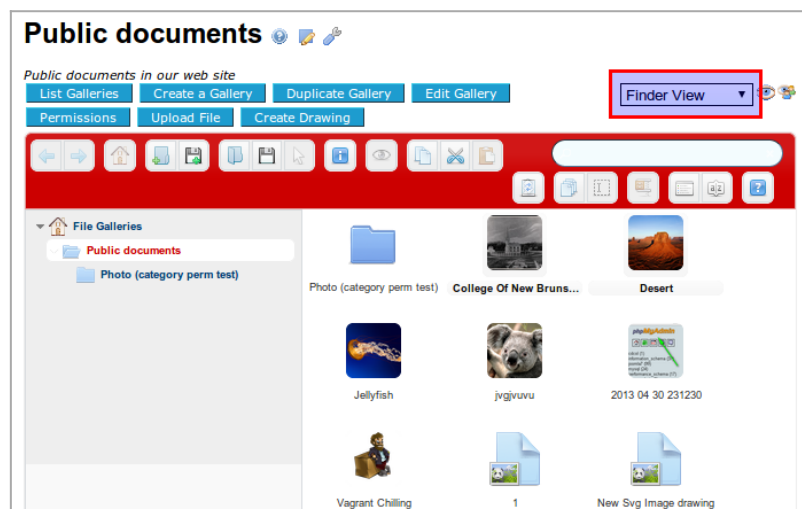 Public documents
Public documents in our web site
List Galleries Create a Gallery Duplicate Gallery Edit Gallery
Finder View
Permissions Upload File Create Drawing
File Galleries
Public documents
Photo (category perm test)
Photo (category perm test) College Of New Bruns... Desert
phpMyAdmin
Jellyfish jvgjvuvu 2013 04 30 231230
Vagrant Chilling 1 New Svg Image drawing